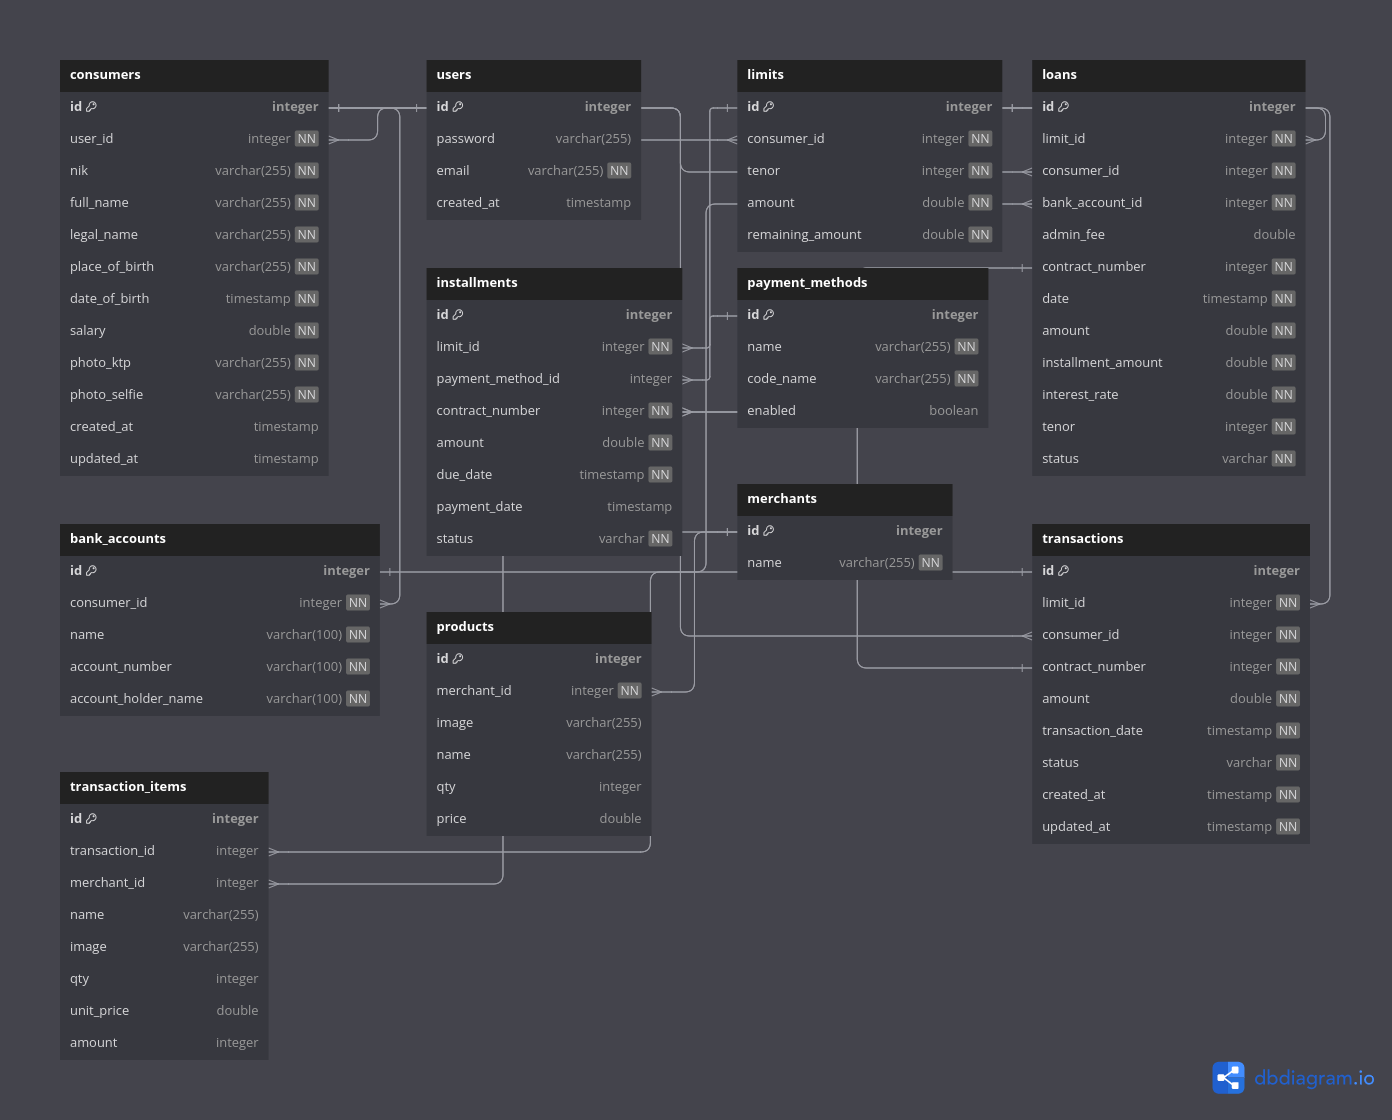 consumers
id integer
user_id integer NN
nik varchar(255) NN
full_name varchar(255) NN
legal_name varchar(255) NN
place_of_birth varchar(255) NN
date_of_birth timestamp NN
salary double NN
photo_ktp varchar(255) NN
photo_selfie varchar(255) NN
created_at timestamp
updated_at timestamp
users
id integer
password varchar(255)
email varchar(255) NN
created_at timestamp
limits
id integer
consumer_id integer NN
tenor integer NN
amount double NN
remaining_amount double NN
loans
id integer
limit_id integer NN
consumer_id integer NN
bank_account_id integer NN
admin_fee double
contract_number integer NN
date timestamp NN
amount double NN
installment_amount double NN
interest_rate double NN
tenor integer NN
status varchar NN
installments
id integer
limit_id integer NN
payment_method_id integer
contract_number integer NN
amount double NN
due_date timestamp NN
payment_date timestamp
status varchar NN
payment_methods
id integer
name varchar(255) NN
code_name varchar(255) NN
enabled boolean
merchants
id integer
name varchar(255) NN
bank_accounts
id integer
consumer_id integer NN
name varchar(100) NN
account_number varchar(100) NN
account_holder_name varchar(100) NN
transactions
id integer
limit_id integer NN
consumer_id integer NN
contract_number integer NN
amount double NN
transaction_date timestamp NN
status varchar NN
created_at timestamp NN
updated_at timestamp NN
products
id integer
merchant_id integer NN
image varchar(255)
name varchar(255)
qty integer
price double
transaction_items
id integer
transaction_id integer
merchant_id integer
name varchar(255)
image varchar(255)
qty integer
unit_price double
amount integer
dbdiagram.io